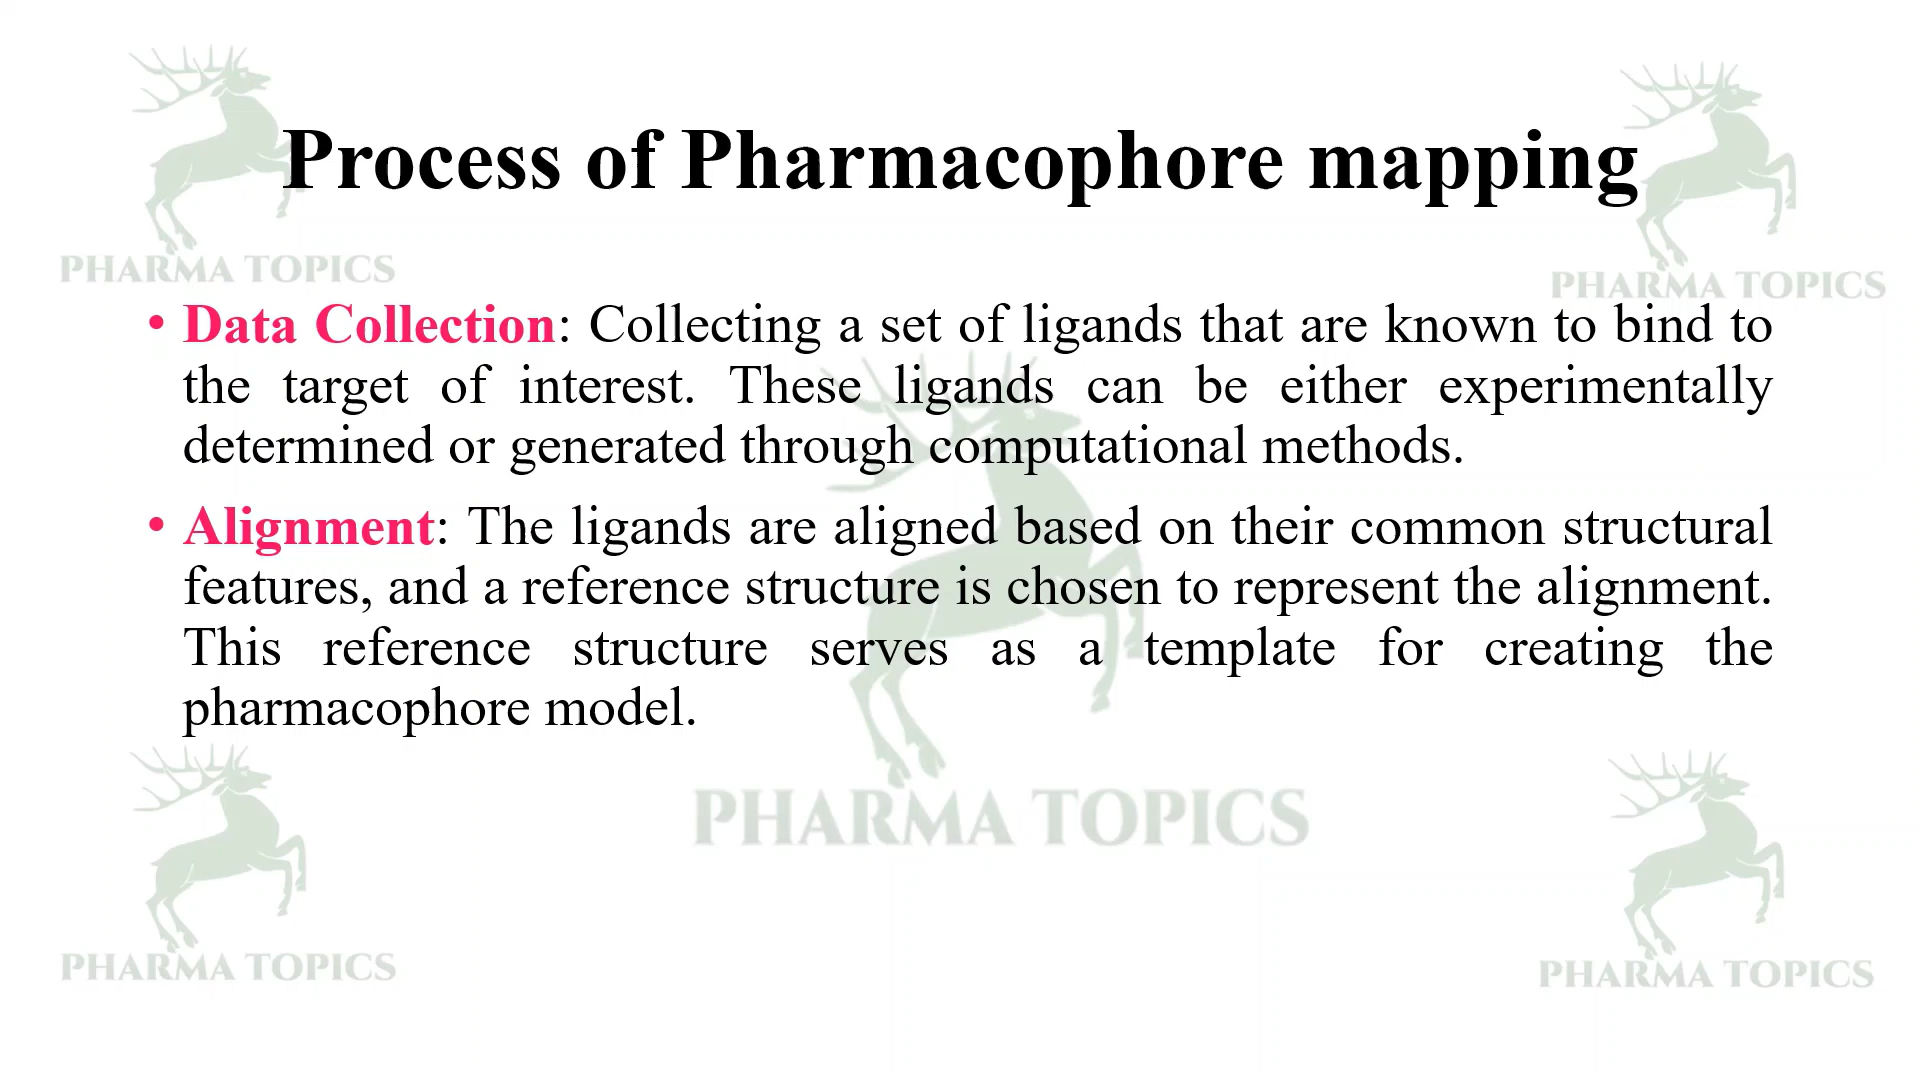 Process of Pharmacophore mapping
PHARMA TOPICS
PHARMA TOPICS
• Data Collection: Collecting a set of ligands that are known to bind to
the target of interest. These ligands can be either experimentally
determined or generated through computational methods.
• Alignment: The ligands are aligned based on their common structural
features, and a reference structure is chosen to represent the alignment.
This reference structure serves as a template for creating the
pharmacophore model.
PHARMA TOPICS
PHARMA TOPICS
PHARMA TOPICS